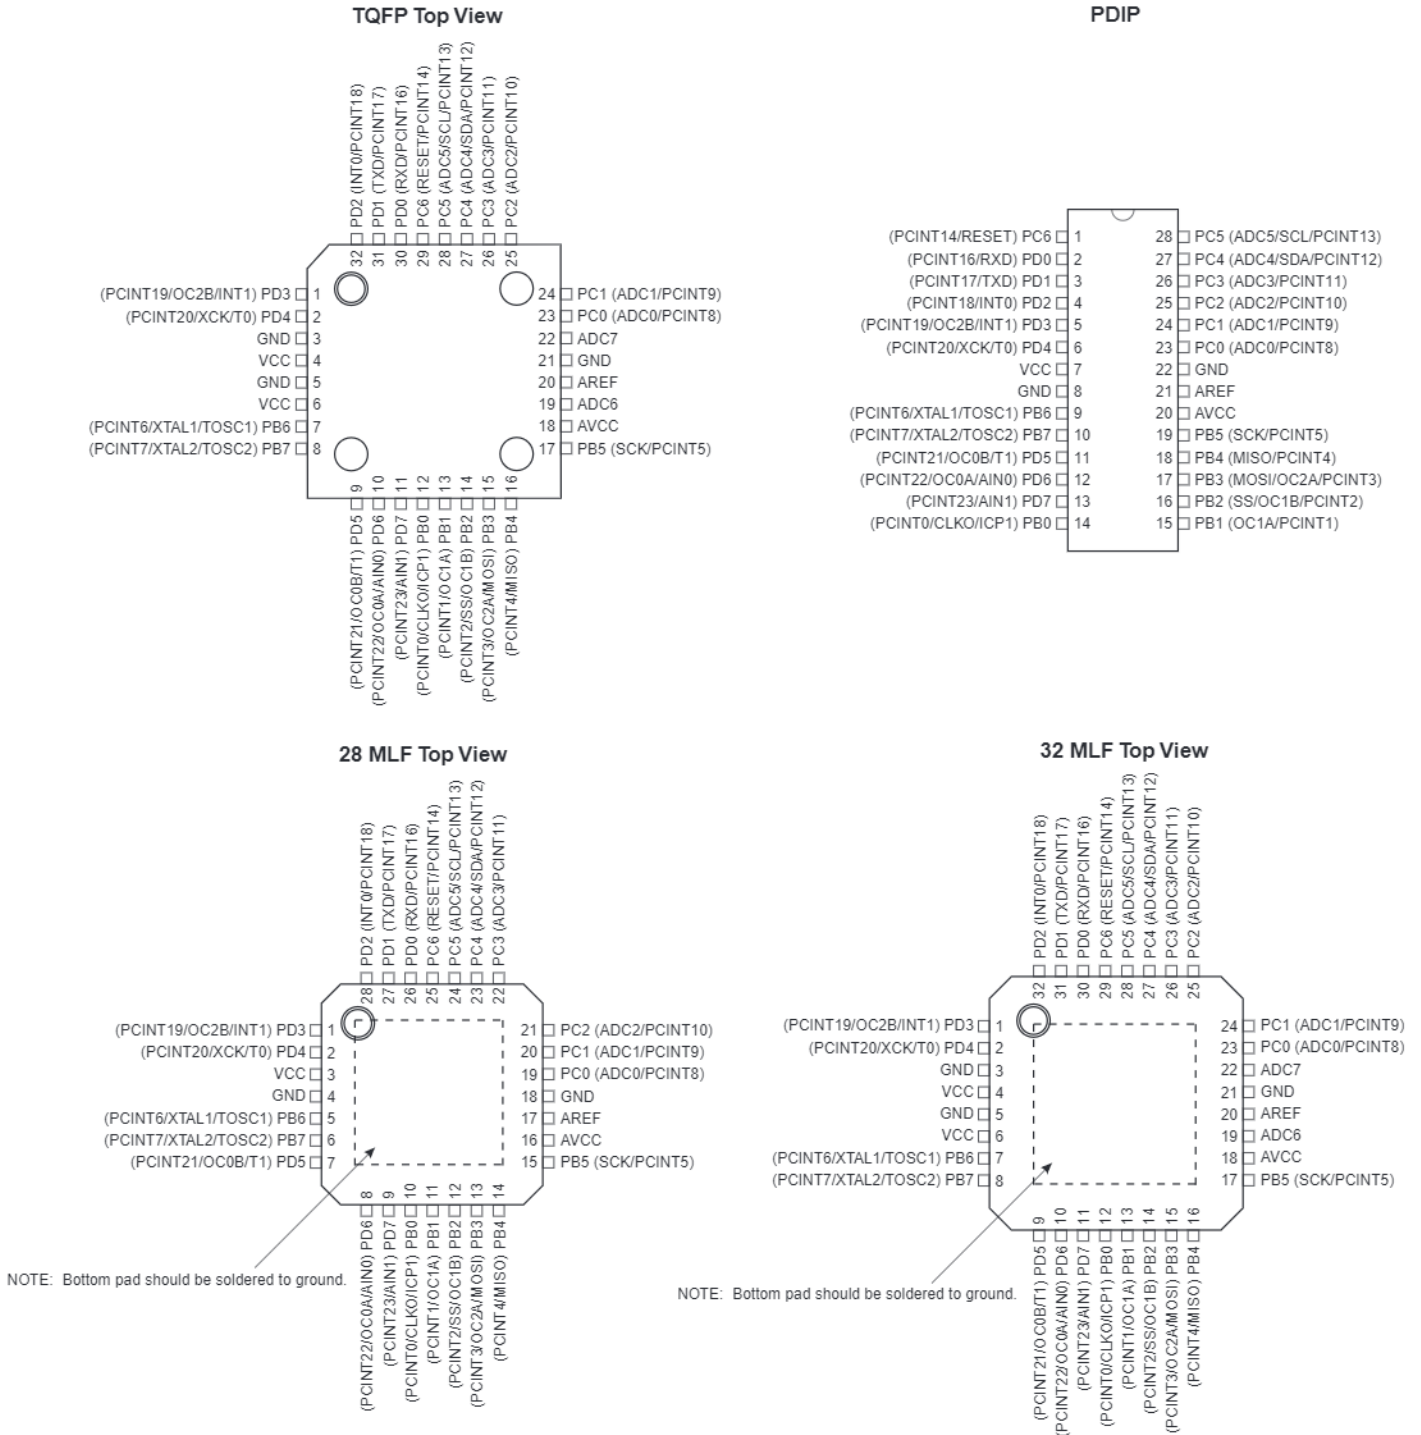 TQFP Top View
32 PD2 (INT0/PCINT18)
31 PD1 (TXD/PCINT17)
30 PD0 (RXD/PCINT16)
29 PC6 (RESET/PCINT14)
28 PC5 (ADC5/SCL/PCINT13)
27 PC4 (ADC4/SDA/PCINT12)
26 PC3 (ADC3/PCINT11)
25 PC2 (ADC2/PCINT10)
(PCINT19/OC2B/INT1) PD3 1
(PCINT20/XCK/T0) PD4 2
GND 3
VCC 4
GND 5
VCC 6
(PCINT6/XTAL1/TOSC1) PB6 7
(PCINT7/XTAL2/TOSC2) PB7 8
24 PC1 (ADC1/PCINT9)
23 PC0 (ADC0/PCINT8)
22 ADC7
21 GND
20 AREF
19 ADC6
18 AVCC
17 PB5 (SCK/PCINT5)
(PCINT21/OC0B/T1) PD5 9
(PCINT22/OC0A/AIN0) PD6 10
(PCINT23/AIN1) PD7 11
(PCINT0/CLKO/ICP1) PB0 12
(PCINT1/OC1A) PB1 13
(PCINT2/SS/OC1B) PB2 14
(PCINT3/OC2A/MOSI) PB3 15
(PCINT4/MISO) PB4 16
PDIP
(PCINT14/RESET) PC6 1
(PCINT16/RXD) PD0 2
(PCINT17/TXD) PD1 3
(PCINT18/INT0) PD2 4
(PCINT19/OC2B/INT1) PD3 5
(PCINT20/XCK/T0) PD4 6
VCC 7
GND 8
(PCINT6/XTAL1/TOSC1) PB6 9
(PCINT7/XTAL2/TOSC2) PB7 10
(PCINT21/OC0B/T1) PD5 11
(PCINT22/OC0A/AIN0) PD6 12
(PCINT23/AIN1) PD7 13
(PCINT0/CLKO/ICP1) PB0 14
28 PC5 (ADC5/SCL/PCINT13)
27 PC4 (ADC4/SDA/PCINT12)
26 PC3 (ADC3/PCINT11)
25 PC2 (ADC2/PCINT10)
24 PC1 (ADC1/PCINT9)
23 PC0 (ADC0/PCINT8)
22 GND
21 AREF
20 AVCC
19 PB5 (SCK/PCINT5)
18 PB4 (MISO/PCINT4)
17 PB3 (MOSI/OC2A/PCINT3)
16 PB2 (SS/OC1B/PCINT2)
15 PB1 (OC1A/PCINT1)
28 MLF Top View
28 PD2 (INT0/PCINT18)
27 PD1 (TXD/PCINT17)
26 PD0 (RXD/PCINT16)
25 PC6 (RESET/PCINT14)
24 PC5 (ADC5/SCL/PCINT13)
23 PC4 (ADC4/SDA/PCINT12)
22 PC3 (ADC3/PCINT11)
(PCINT19/OC2B/INT1) PD3 1
(PCINT20/XCK/T0) PD4 2
VCC 3
GND 4
(PCINT6/XTAL1/TOSC1) PB6 5
(PCINT7/XTAL2/TOSC2) PB7 6
(PCINT21/OC0B/T1) PD5 7
21 PC2 (ADC2/PCINT10)
20 PC1 (ADC1/PCINT9)
19 PC0 (ADC0/PCINT8)
18 GND
17 AREF
16 AVCC
15 PB5 (SCK/PCINT5)
(PCINT22/OC0A/AIN0) PD6 8
(PCINT23/AIN1) PD7 9
(PCINT0/CLKO/ICP1) PB0 10
(PCINT1/OC1A) PB1 11
(PCINT2/SS/OC1B) PB2 12
(PCINT3/OC2A/MOSI) PB3 13
(PCINT4/MISO) PB4 14
NOTE: Bottom pad should be soldered to ground.
32 MLF Top View
32 PD2 (INT0/PCINT18)
31 PD1 (TXD/PCINT17)
30 PD0 (RXD/PCINT16)
29 PC6 (RESET/PCINT14)
28 PC5 (ADC5/SCL/PCINT13)
27 PC4 (ADC4/SDA/PCINT12)
26 PC3 (ADC3/PCINT11)
25 PC2 (ADC2/PCINT10)
(PCINT19/OC2B/INT1) PD3 1
(PCINT20/XCK/T0) PD4 2
GND 3
VCC 4
GND 5
VCC 6
(PCINT6/XTAL1/TOSC1) PB6 7
(PCINT7/XTAL2/TOSC2) PB7 8
24 PC1 (ADC1/PCINT9)
23 PC0 (ADC0/PCINT8)
22 ADC7
21 GND
20 AREF
19 ADC6
18 AVCC
17 PB5 (SCK/PCINT5)
(PCINT21/OC0B/T1) PD5 9
(PCINT22/OC0A/AIN0) PD6 10
(PCINT23/AIN1) PD7 11
(PCINT0/CLKO/ICP1) PB0 12
(PCINT1/OC1A) PB1 13
(PCINT2/SS/OC1B) PB2 14
(PCINT3/OC2A/MOSI) PB3 15
(PCINT4/MISO) PB4 16
NOTE: Bottom pad should be soldered to ground.